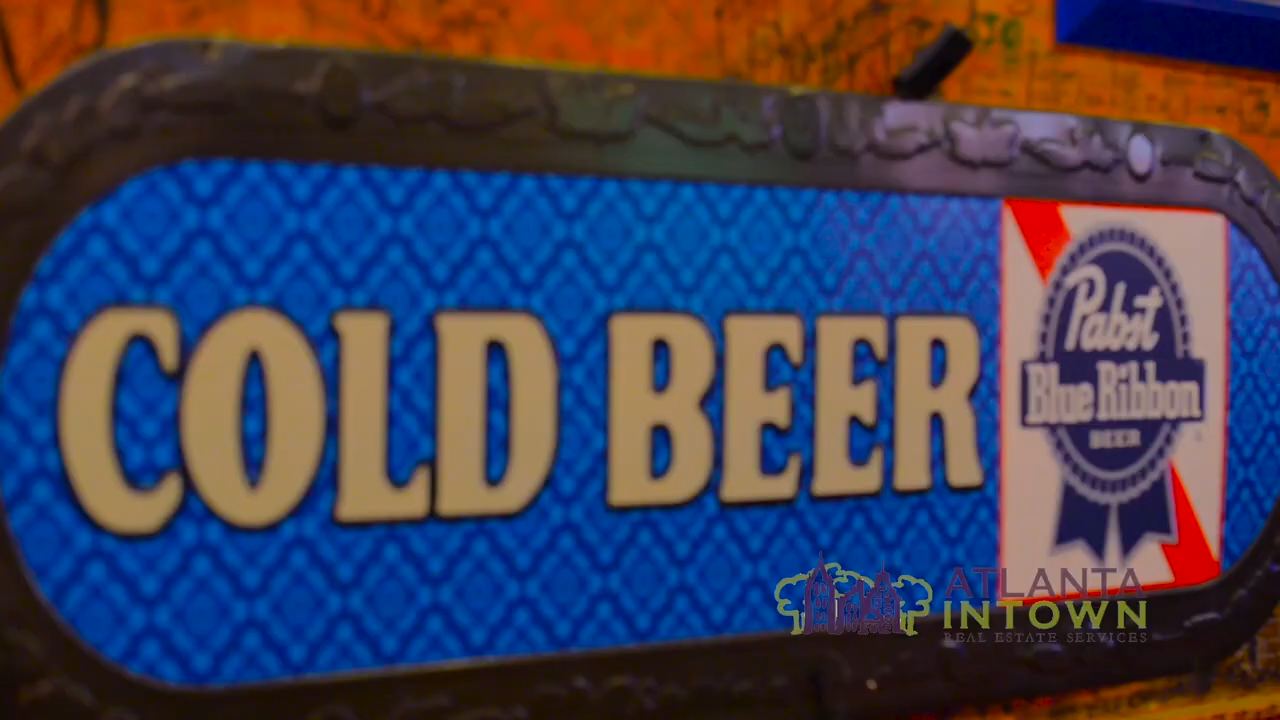 COLD BEER
Pabst
Blue Ribbon
BEER
ATLANTA
INTOWN
REAL ESTATE SERVICES